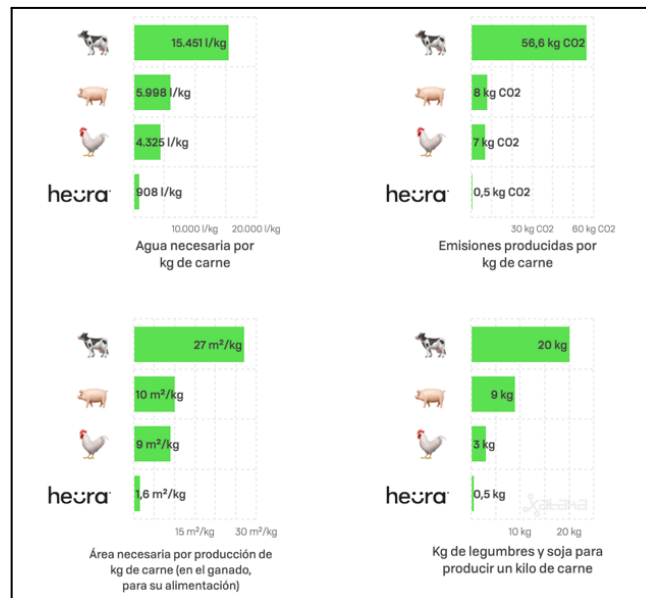 15.451 l/kg
5.998 l/kg
4.325 l/kg
heura
908 l/kg
10.000 l/kg 20.000 l/kg
Agua necesaria por
kg de carne
56,6 kg CO2
8 kg CO2
7 kg CO2
heura
0,5 kg CO2
30 kg CO2 60 kg CO2
Emisiones producidas por
kg de carne
27 m²/kg
10 m²/kg
9 m²/kg
heura
1,6 m²/kg
15 m²/kg 30 m²/kg
Área necesaria por producción de
kg de carne (en el ganado,
para su alimentación)
20 kg
9 kg
3 kg
heura
0,5 kg
xataka
10 kg 20 kg
Kg de legumbres y soja para
producir un kilo de carne